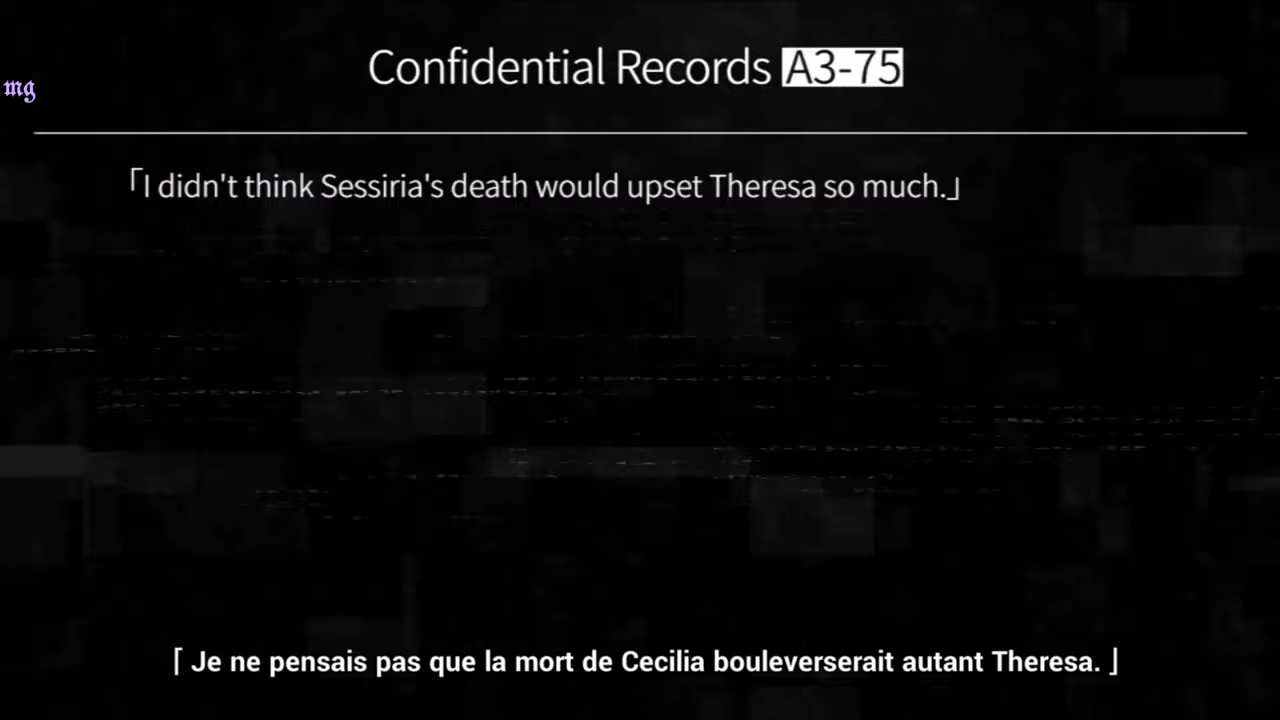 Confidential Records A3-75
mg
「I didn't think Sessiria's death would upset Theresa so much.」
「 Je ne pensais pas que la mort de Cecilia bouleverserait autant Theresa. 」